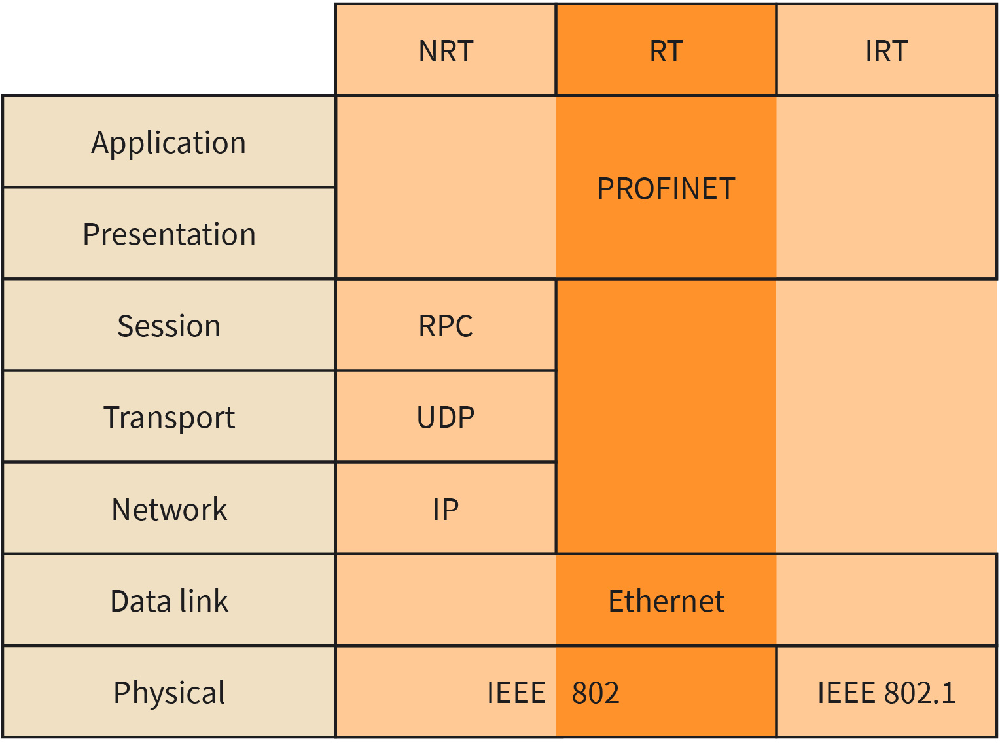 NRT RT IRT
Application
PROFINET
Presentation
Session RPC
Transport UDP
Network IP
Data link Ethernet
Physical IEEE 802 IEEE 802.1